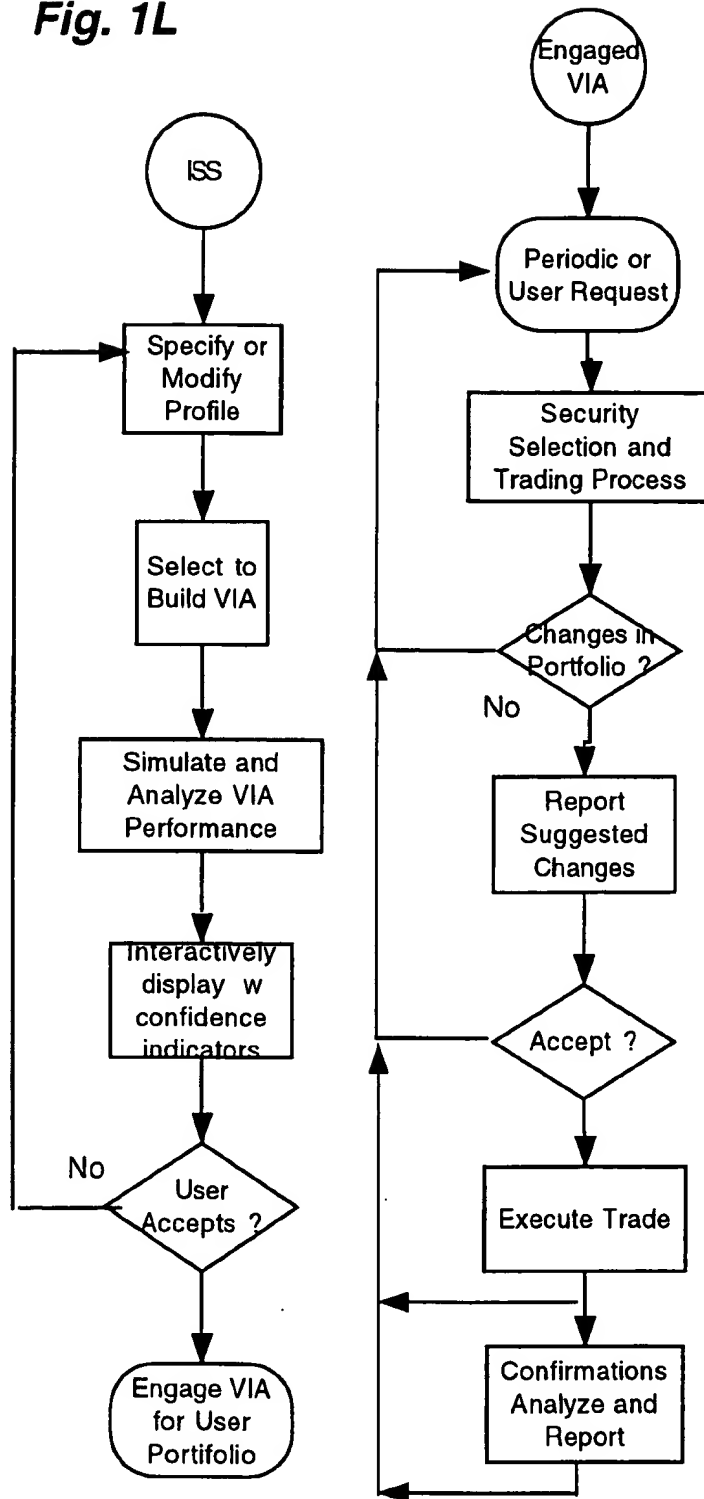 Fig. 1L
ISS
Specify or
Modify
Profile
Select to
Build VIA
Simulate and
Analyze VIA
Performance
Interactively
display w
confidence
indicators
No
User
Accepts ?
Engage VIA
for User
Portifolio
Engaged
VIA
Periodic or
User Request
Security
Selection and
Trading Process
Changes in
Portfolio ?
No
Report
Suggested
Changes
Accept ?
Execute Trade
Confirmations
Analyze and
Report